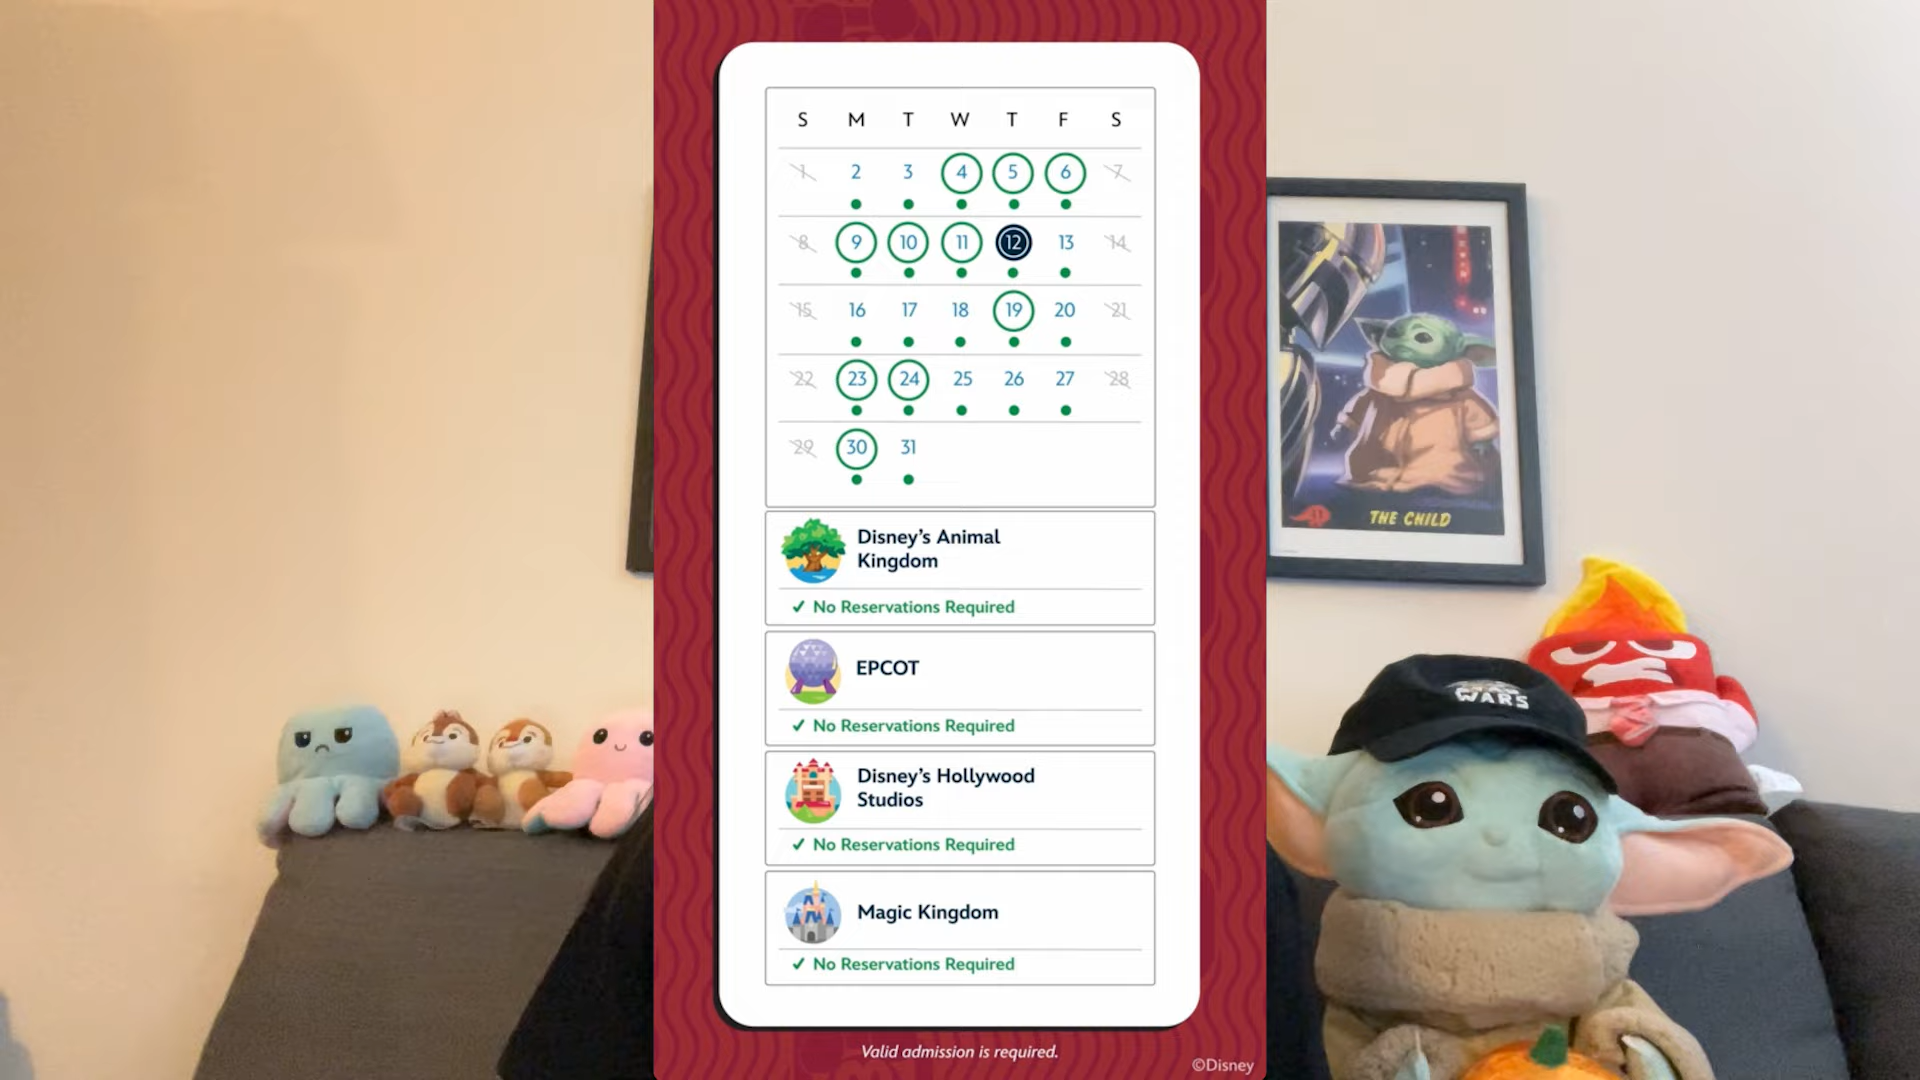 S M T W T F S
1 2 3 4 5 6 7
8 9 10 11 12 13 14
15 16 17 18 19 20 21
22 23 24 25 26 27 28
29 30 31
Disney's Animal
Kingdom
✓ No Reservations Required
EPCOT
✓ No Reservations Required
Disney's Hollywood
Studios
✓ No Reservations Required
Magic Kingdom
✓ No Reservations Required
Valid admission is required.
©Disney
THE CHILD
WARS